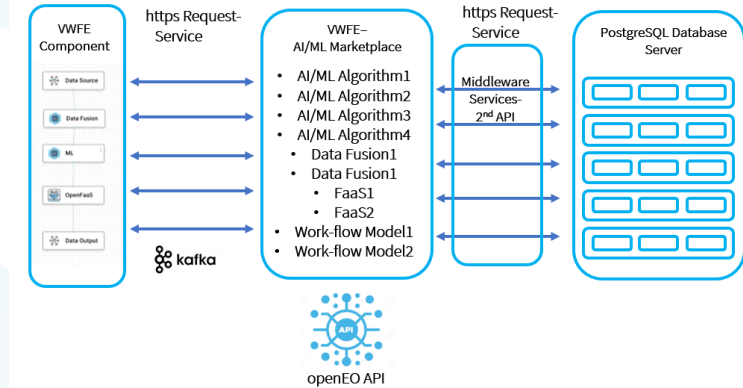 VWFE
Component
Data Source
Data Fusion
ML
OpenFaaS
Data Output
https Request-
Service
kafka
VWFE–
AI/ML Marketplace
• AI/ML Algorithm1
• AI/ML Algorithm2
• AI/ML Algorithm3
• AI/ML Algorithm4
• Data Fusion1
• Data Fusion1
• FaaS1
• FaaS2
• Work-flow Model1
• Work-flow Model2
API
openEO API
https Request-
Service
Middleware
Services-
2nd API
PostgreSQL Database
Server